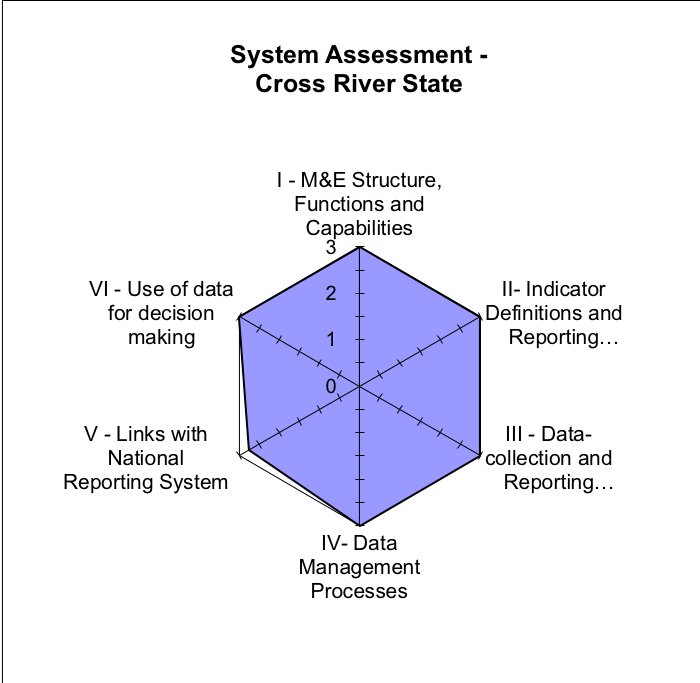 System Assessment -
Cross River State
I - M&E Structure,
Functions and
Capabilities
3
2
1
0
II- Indicator
Definitions and
Reporting…
III - Data-
collection and
Reporting…
IV- Data
Management
Processes
V - Links with
National
Reporting System
VI - Use of data
for decision
making